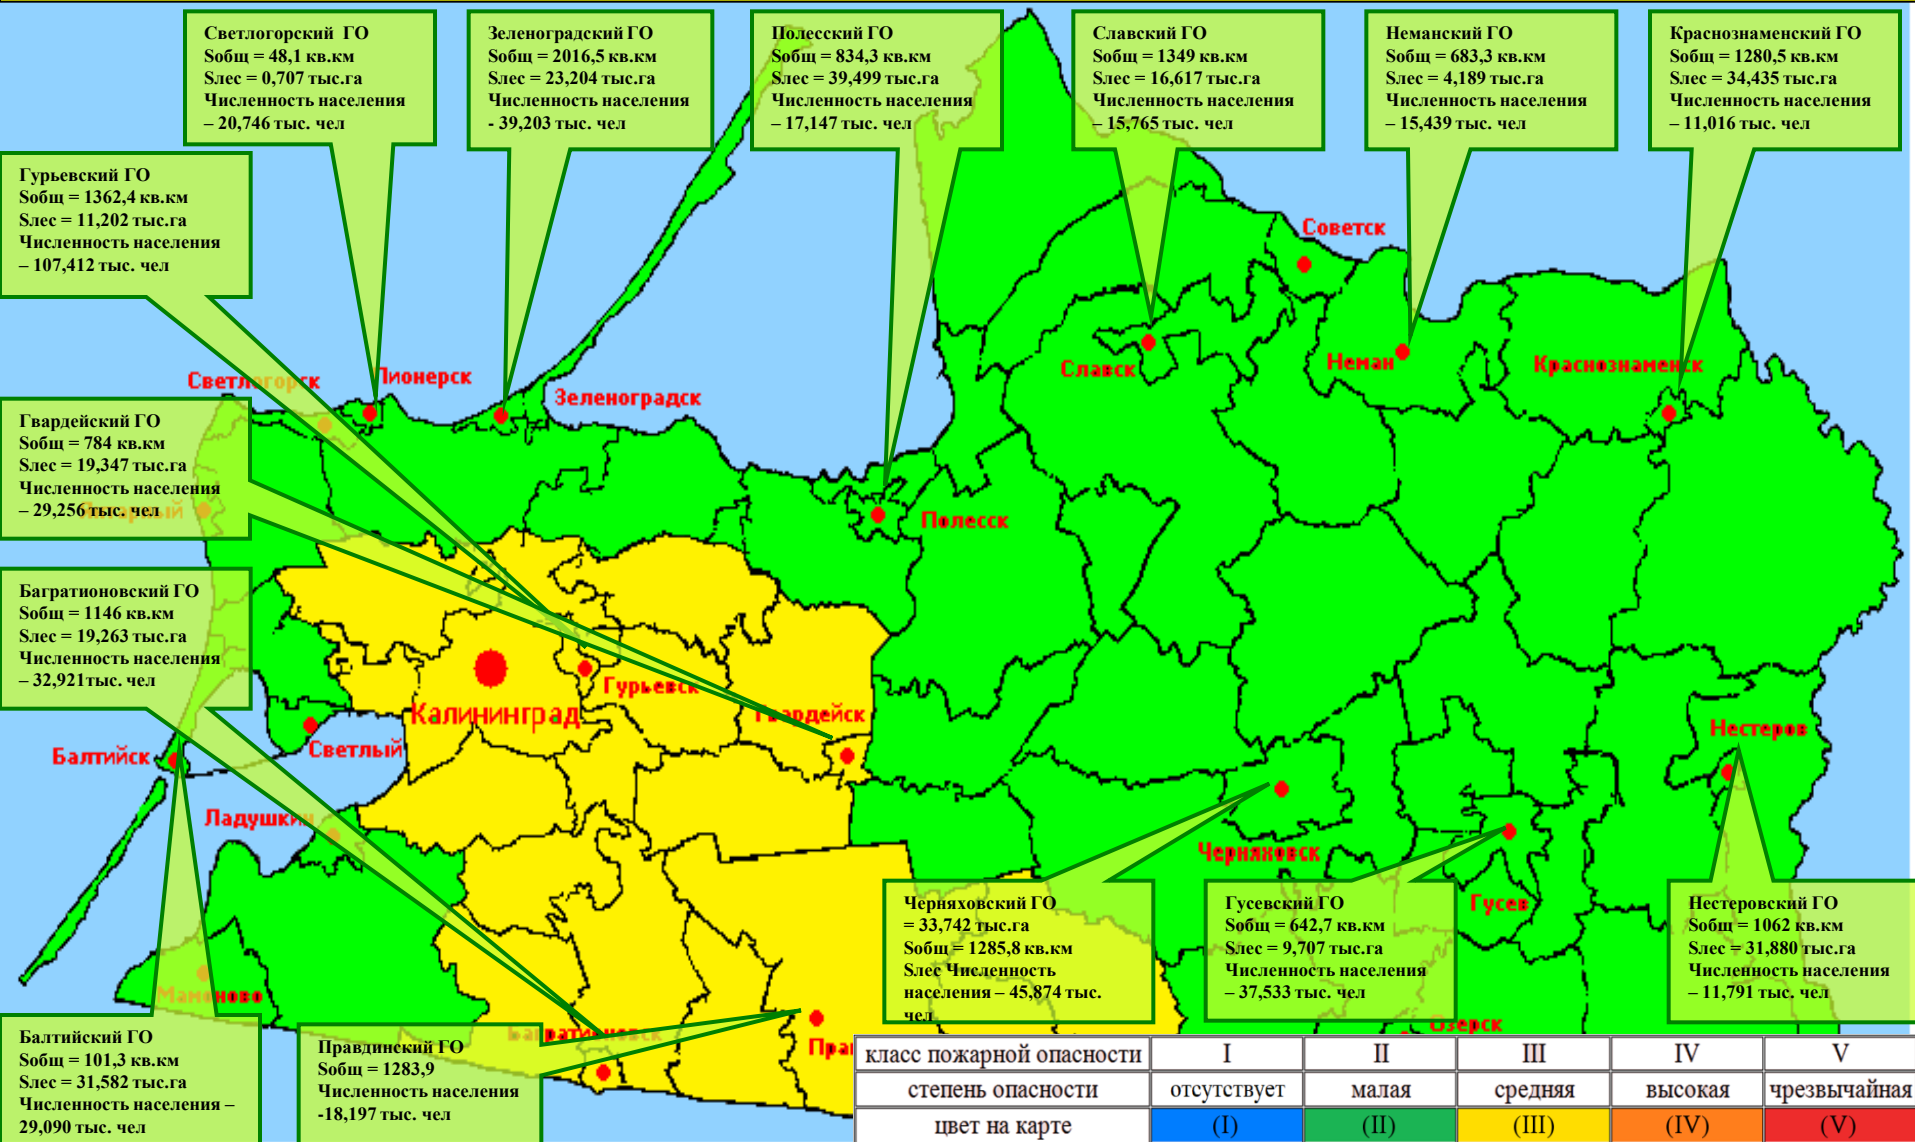 Светлогорский ГО
Sобщ = 48,1 кв.км
Sлес = 0,707 тыс.га
Численность населения
– 20,746 тыс. чел
Зеленоградский ГО
Sобщ = 2016,5 кв.км
Sлес = 23,204 тыс.га
Численность населения
- 39,203 тыс. чел
Полесский ГО
Sобщ = 834,3 кв.км
Sлес = 39,499 тыс.га
Численность населения
– 17,147 тыс. чел
Славский ГО
Sобщ = 1349 кв.км
Sлес = 16,617 тыс.га
Численность населения
– 15,765 тыс. чел
Неманский ГО
Sобщ = 683,3 кв.км
Sлес = 4,189 тыс.га
Численность населения
– 15,439 тыс. чел
Краснознаменский ГО
Sобщ = 1280,5 кв.км
Sлес = 34,435 тыс.га
Численность населения
– 11,016 тыс. чел
Гурьевский ГО
Sобщ = 1362,4 кв.км
Sлес = 11,202 тыс.га
Численность населения
– 107,412 тыс. чел
Советск
Славск
Неман
Краснознаменск
Светлогорск
Пионерск
Зеленоградск
Гвардейский ГО
Sобщ = 784 кв.км
Sлес = 19,347 тыс.га
Численность населения
– 29,256 тыс. чел
Янтарный
Полесск
Багратионовский ГО
Sобщ = 1146 кв.км
Sлес = 19,263 тыс.га
Численность населения
– 32,921тыс. чел
Гурьевск
Калининград
Гвардейск
Нестеров
Балтийск
Светлый
Ладушкин
Черняховск
Гусев
Мамоново
Багратионовск
Озерск
Черняховский ГО
= 33,742 тыс.га
Sобщ = 1285,8 кв.км
Sлес Численность
населения – 45,874 тыс.
чел
Гусевский ГО
Sобщ = 642,7 кв.км
Sлес = 9,707 тыс.га
Численность населения
– 37,533 тыс. чел
Нестеровский ГО
Sобщ = 1062 кв.км
Sлес = 31,880 тыс.га
Численность населения
– 11,791 тыс. чел
Балтийский ГО
Sобщ = 101,3 кв.км
Sлес = 31,582 тыс.га
Численность населения –
29,090 тыс. чел
Правдинский ГО
Sобщ = 1283,9
Численность населения
-18,197 тыс. чел
класс пожарной опасности I II III IV V
степень опасности отсутствует малая средняя высокая чрезвычайная
цвет на карте (I) (II) (III) (IV) (V)